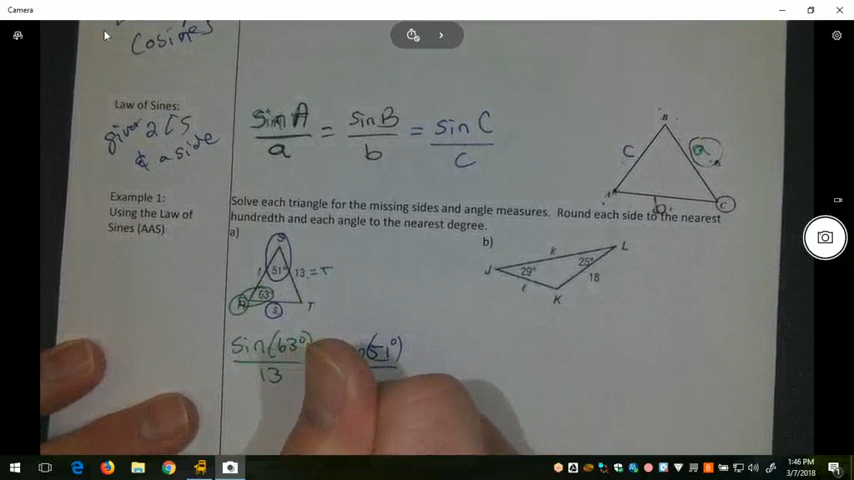 Camera
Cosines
Law of Sines:
given 2 ∠s
& a side
sin A / a = sin B / b = sin C / c
B
c
a
A
b
C
Example 1:
Using the Law of
Sines (AAS)
Solve each triangle for the missing sides and angle measures. Round each side to the nearest
hundredth and each angle to the nearest degree.
a)
S
51°
t
13 = r
63°
R
s
T
b)
L
k
25°
J
29°
18
l
K
sin(63°)
13
(51°)
1:46 PM
3/7/2018